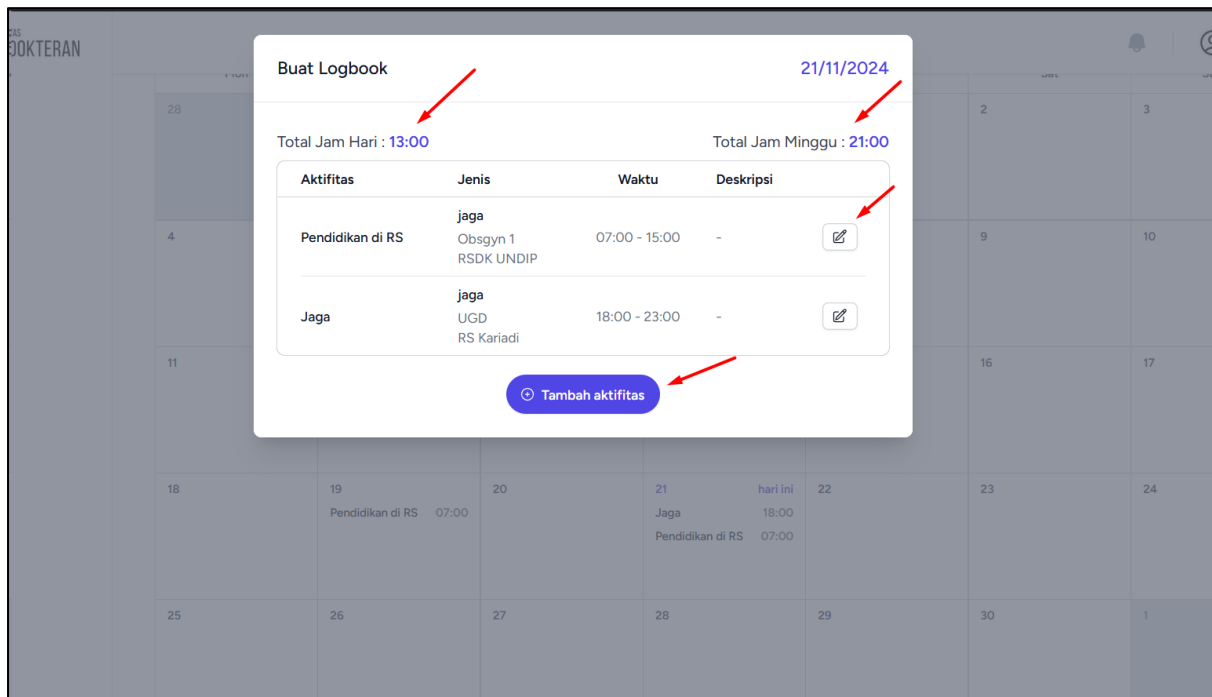 OKTERAN
Buat Logbook 21/11/2024
Total Jam Hari : 13:00 Total Jam Minggu : 21:00
Aktifitas Jenis Waktu Deskripsi
jaga
Pendidikan di RS Obsgyn 1 07:00 - 15:00 -
RSDK UNDIP
jaga
Jaga UGD 18:00 - 23:00 -
RS Kariadi
Tambah aktifitas
28 2 3
4 9 10
11 16 17
18 19 20 21 hari ini 22 23 24
Pendidikan di RS 07:00 Jaga 18:00
Pendidikan di RS 07:00
25 26 27 28 29 30 1